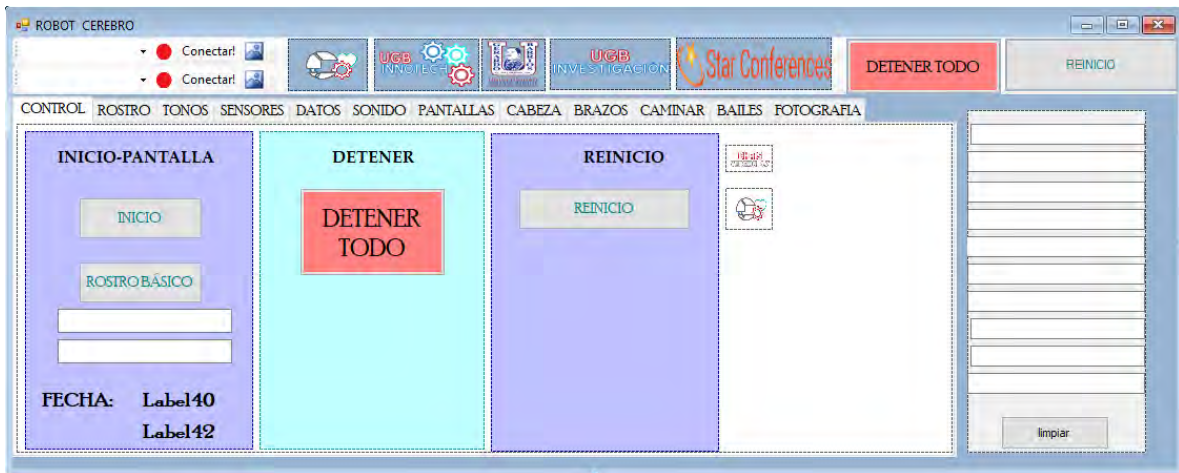 ROBOT CEREBRO
Conectar!
Conectar!
UGB
INNOTECH
UGB
INVESTIGACIÓN
Star Conferences
DETENER TODO
REINICIO
CONTROL ROSTRO TONOS SENSORES DATOS SONIDO PANTALLAS CABEZA BRAZOS CAMINAR BAILES FOTOGRAFIA
INICIO-PANTALLA
INICIO
ROSTRO BÁSICO
FECHA: Label40
Label42
DETENER
DETENER
TODO
REINICIO
REINICIO
limpiar